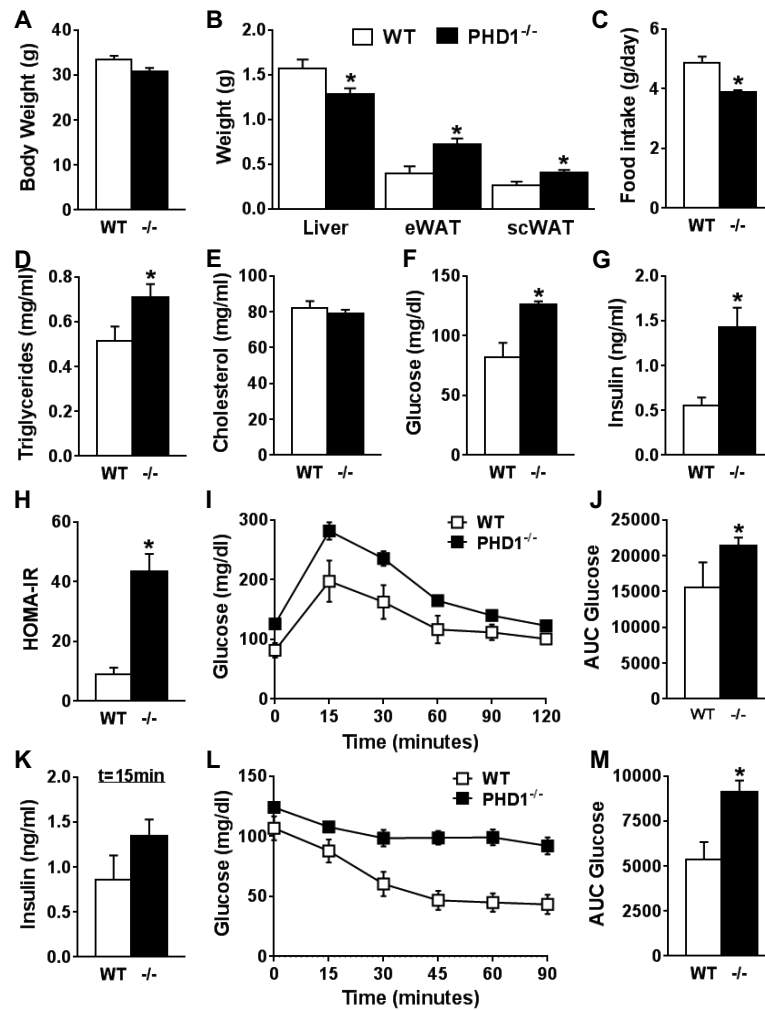 A
Body Weight (g)
40
30
20
10
0
WT -/-
B
WT PHD1-/-
Weight (g)
2.0
1.5
1.0
0.5
0.0
*
*
*
Liver eWAT scWAT
C
Food intake (g/day)
6
4
2
0
*
WT -/-
D
Triglycerides (mg/ml)
0.8
0.6
0.4
0.2
0.0
*
WT -/-
E
Cholesterol (mg/ml)
100
80
60
40
20
0
WT -/-
F
Glucose (mg/dl)
150
100
50
0
*
WT -/-
G
Insulin (ng/ml)
2.0
1.5
1.0
0.5
0.0
*
WT -/-
H
HOMA-IR
60
40
20
0
*
WT -/-
I
WT
PHD1-/-
Glucose (mg/dl)
300
200
100
0
0 15 30 60 90 120
Time (minutes)
J
AUC Glucose
25000
20000
15000
10000
5000
0
*
WT -/-
K
t=15min
Insulin (ng/ml)
2.0
1.5
1.0
0.5
0.0
WT -/-
L
WT
PHD1-/-
Glucose (mg/dl)
150
100
50
0
0 15 30 45 60 90
Time (minutes)
M
AUC Glucose
10000
7500
5000
2500
0
*
WT -/-